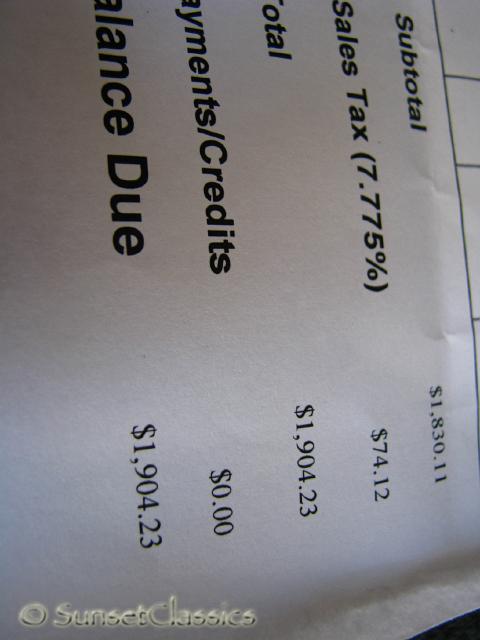 Subtotal $1,830.11
Sales Tax (7.775%) $74.12
Total $1,904.23
ayments/Credits $0.00
alance Due $1,904.23
© SunsetClassics